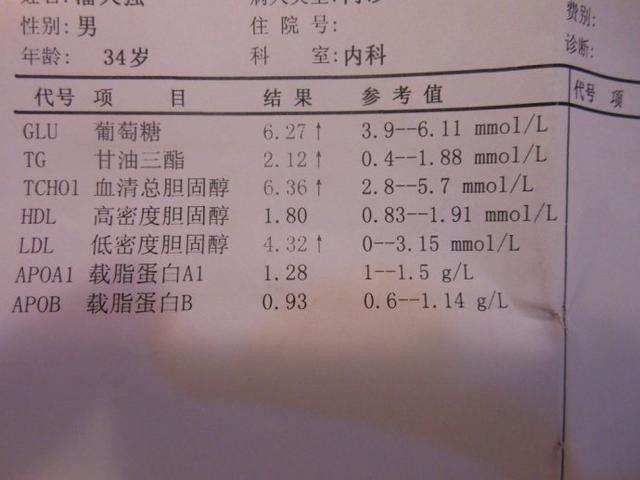 性别: 男 住 院 号: 费别:
年龄: 34岁 科 室: 内科 诊断:
代号 项 目 结 果 参 考 值 代号 项
GLU 葡萄糖 6.27↑ 3.9--6.11 mmol/L
TG 甘油三酯 2.12↑ 0.4--1.88 mmol/L
TCHO1 血清总胆固醇 6.36↑ 2.8--5.7 mmol/L
HDL 高密度胆固醇 1.80 0.83--1.91 mmol/L
LDL 低密度胆固醇 4.32↑ 0--3.15 mmol/L
APOA1 载脂蛋白A1 1.28 1--1.5 g/L
APOB 载脂蛋白B 0.93 0.6--1.14 g/L